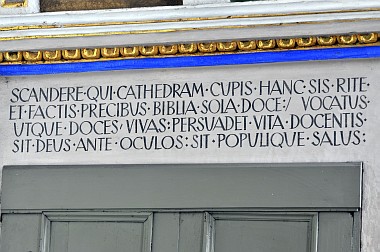 SCANDERE·QUI·CATHEDRAM·CUPIS·HANC·SIS·RITE·
ET·FACTIS·PRECIBUS·BIBLIA·SOLA·DOCE:/ VOCATUS·
UTQUE·DOCES/ VIVAS:PERSUADET·VITA·DOCENTIS·
SIT·DEUS·ANTE·OCULOS:SIT·POPULIQUE·SALUS: